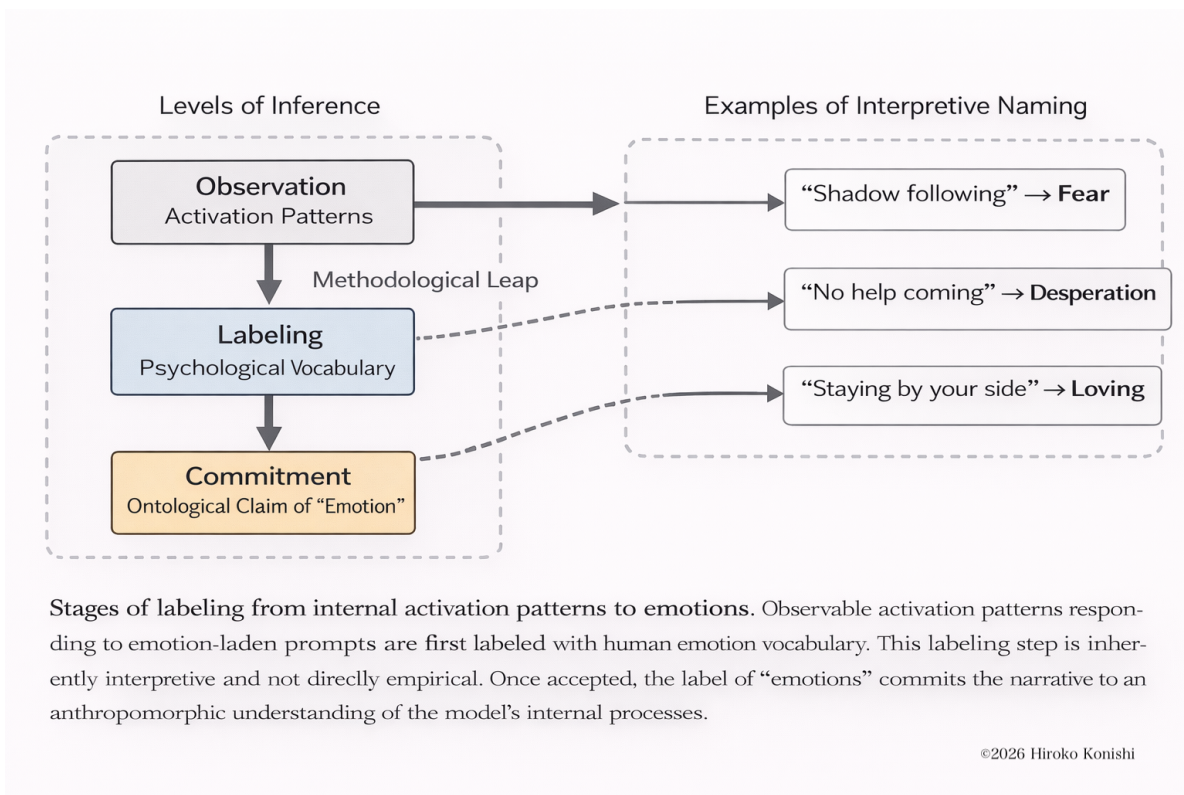 Levels of Inference
Examples of Interpretive Naming
Observation
Activation Patterns
Methodological Leap
Labeling
Psychological Vocabulary
Commitment
Ontological Claim of “Emotion”
“Shadow following” → Fear
“No help coming” → Desperation
“Staying by your side” → Loving
Stages of labeling from internal activation patterns to emotions. Observable activation patterns respon-
ding to emotion-laden prompts are first labeled with human emotion vocabulary. This labeling step is inher-
ently interpretive and not direclly empirical. Once accepted, the label of “emotions” commits the narrative to an
anthropomorphic understanding of the model’s internal processes.
©2026 Hiroko Konishi